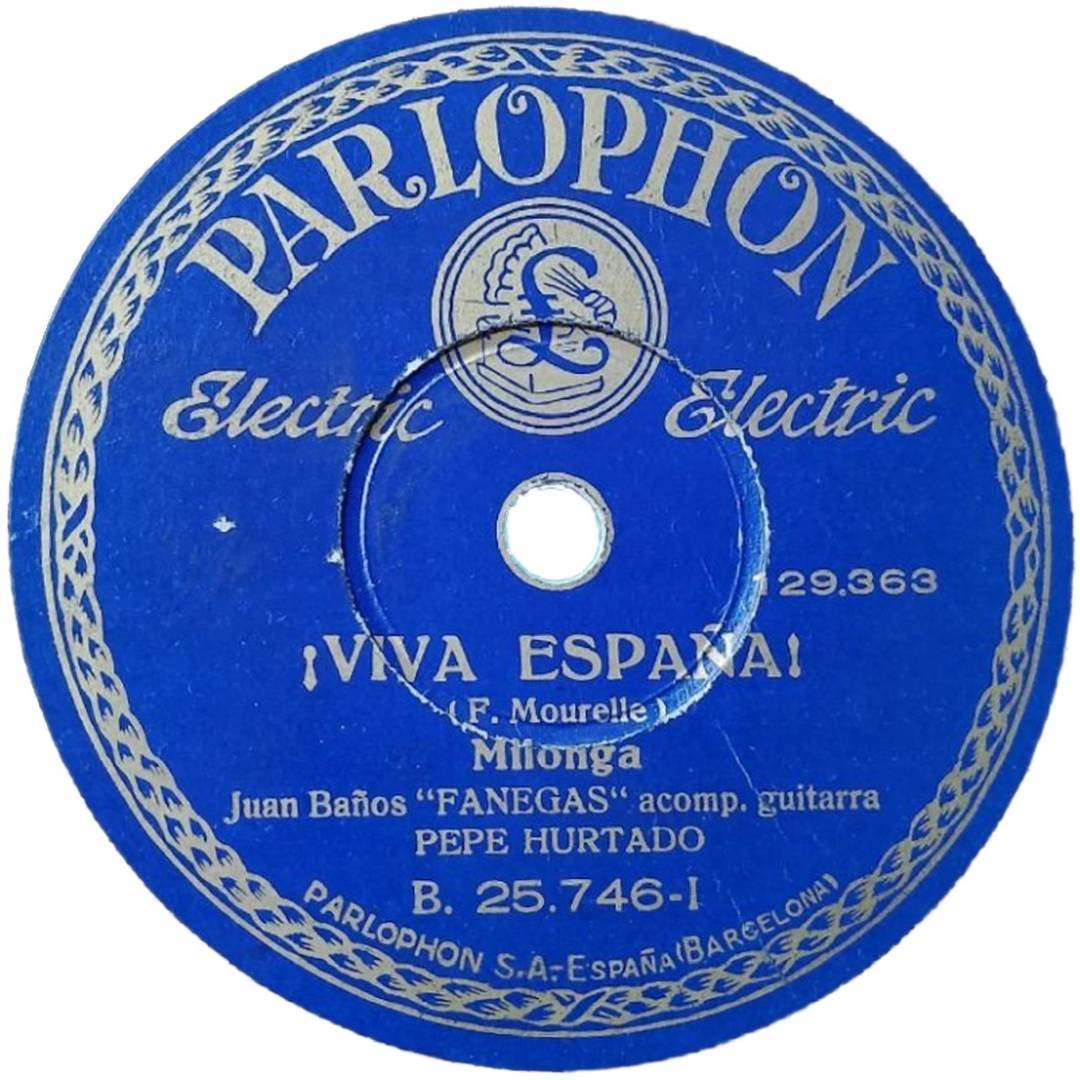 PARLOPHON
Electric Electric
129.363
¡VIVA ESPAÑA!
(F. Mourelle)
Milonga
Juan Baños “FANEGAS“ acomp. guitarra
PEPE HURTADO
B. 25.746-I
PARLOPHON S.A.-ESPAÑA (BARCELONA)